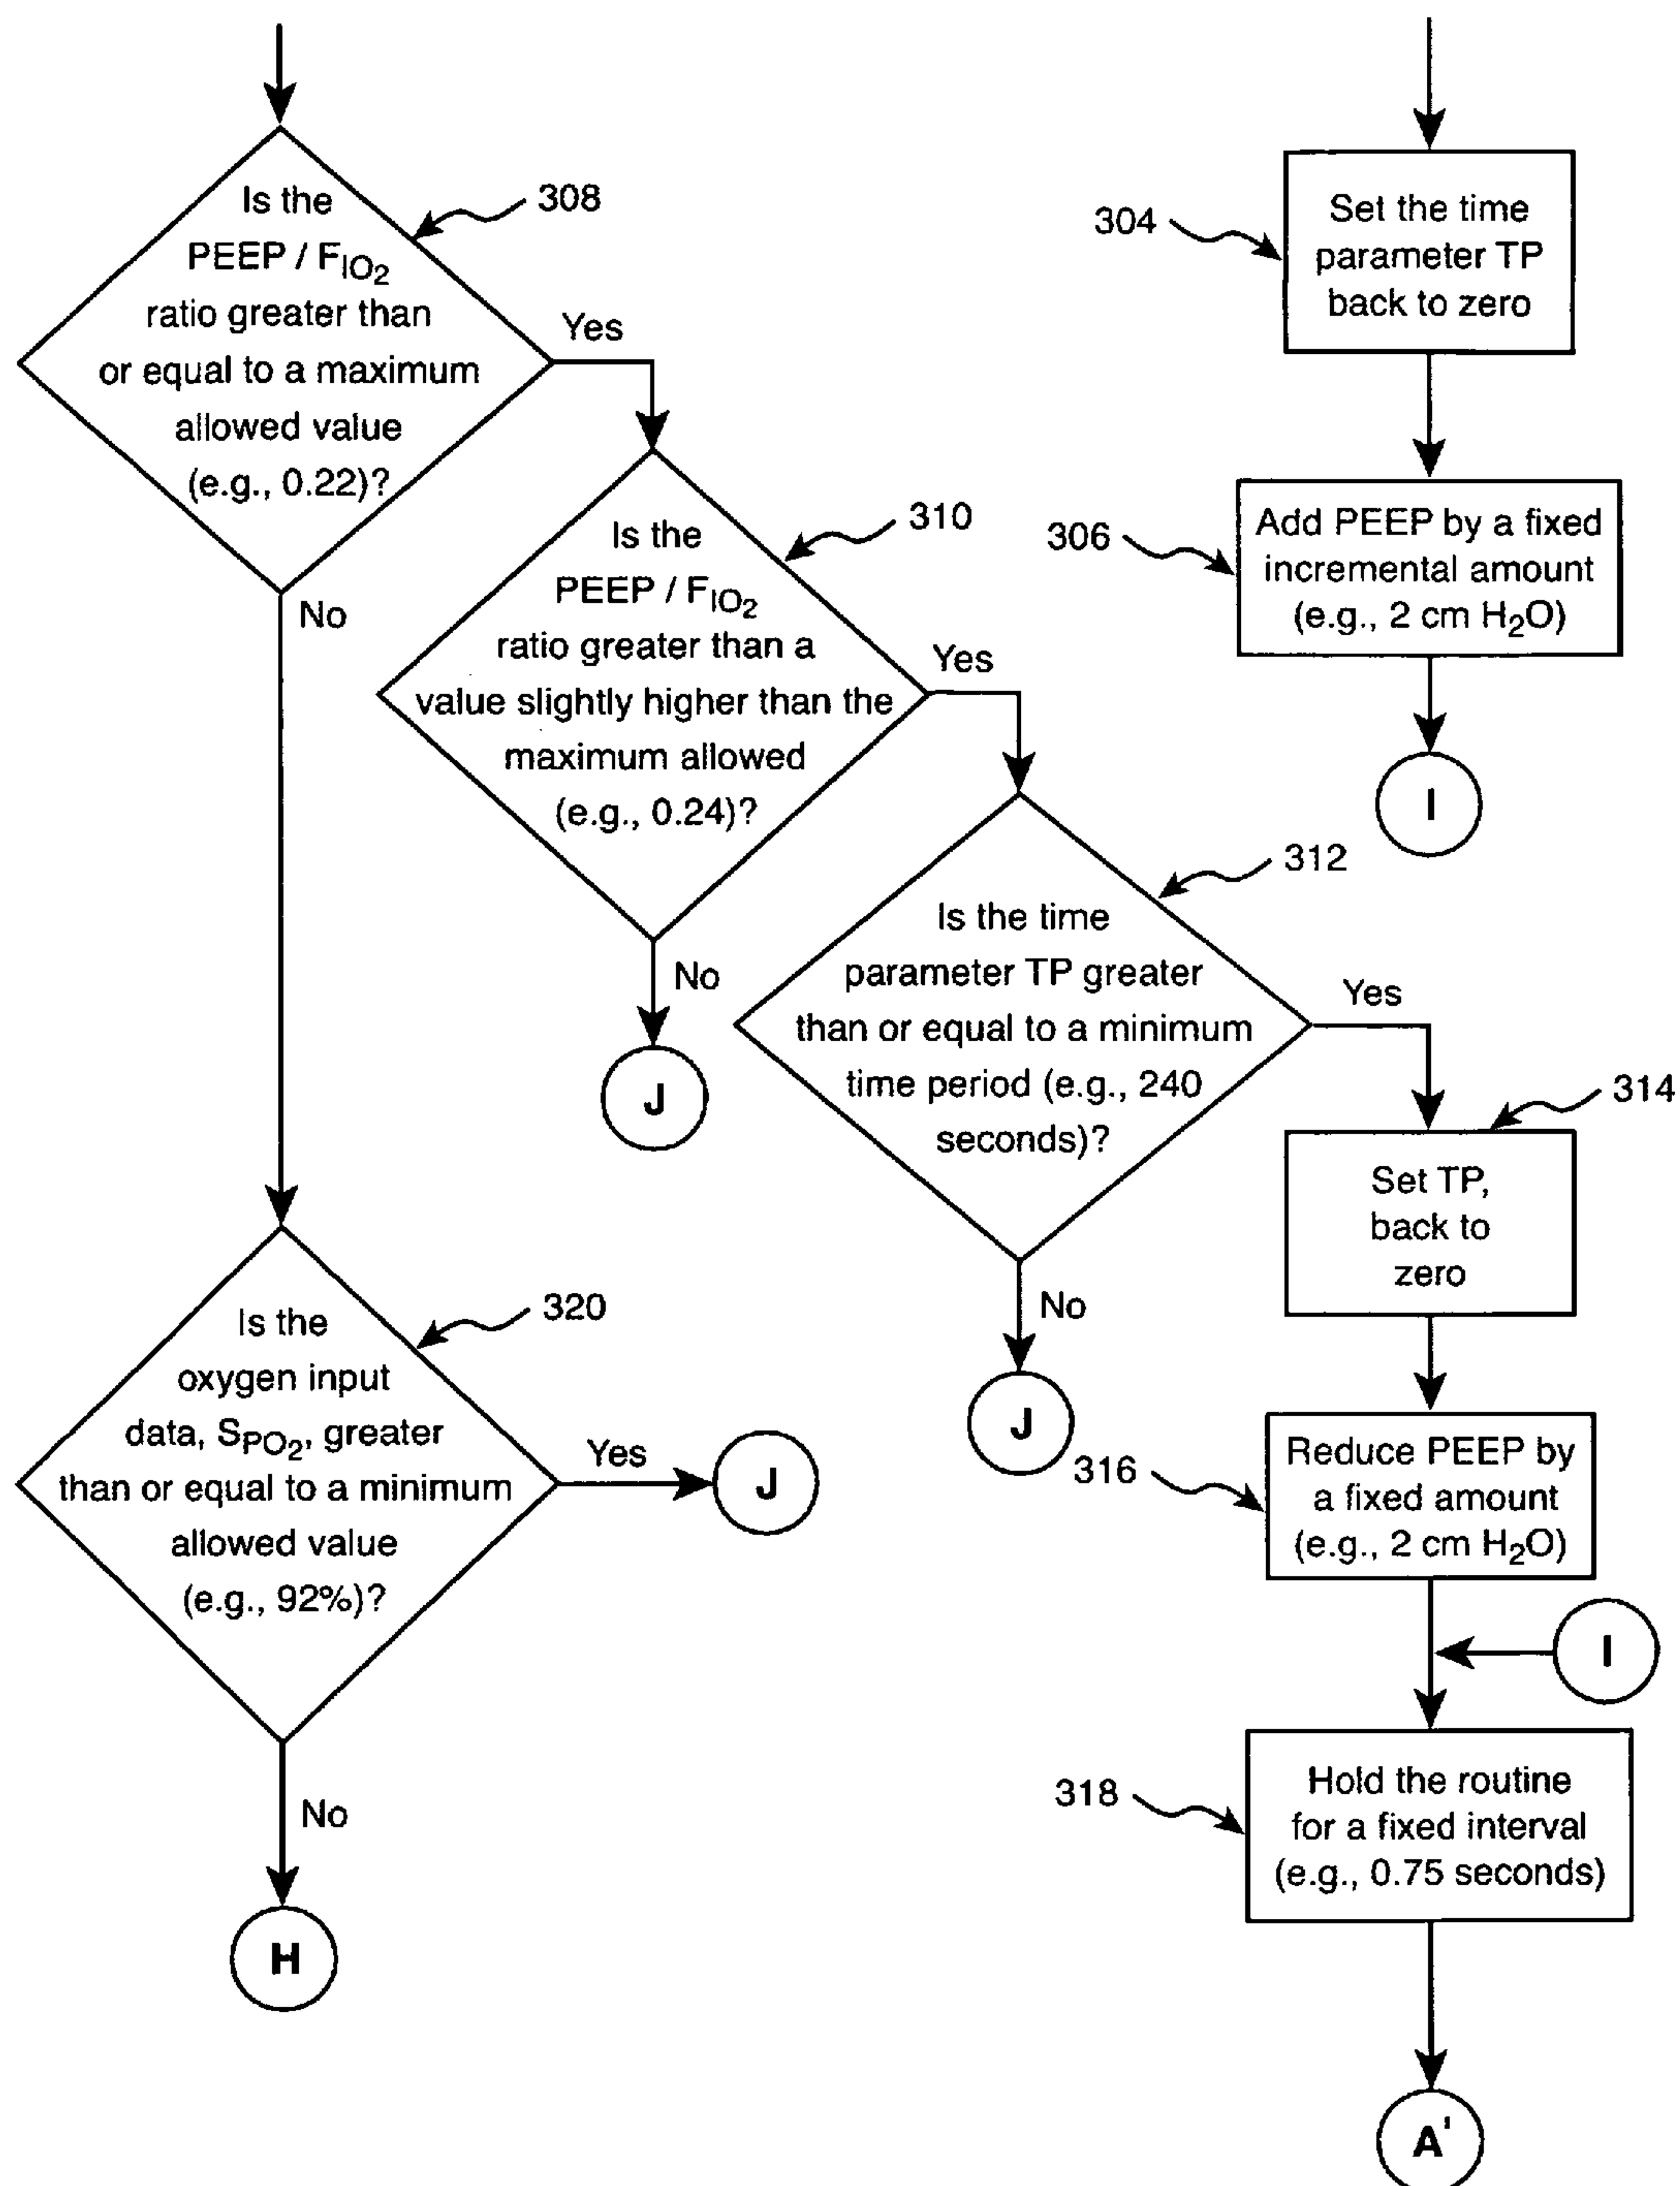 Is the
PEEP / FIO2
ratio greater than
or equal to a maximum
allowed value
(e.g., 0.22)?
308
Yes
No
Is the
PEEP / FIO2
ratio greater than a
value slightly higher than the
maximum allowed
(e.g., 0.24)?
310
Yes
No
J
Is the time
parameter TP greater
than or equal to a minimum
time period (e.g., 240
seconds)?
312
Yes
No
J
Is the
oxygen input
data, SPO2, greater
than or equal to a minimum
allowed value
(e.g., 92%)?
320
Yes
J
No
H
304
Set the time
parameter TP
back to zero
306
Add PEEP by a fixed
incremental amount
(e.g., 2 cm H2O)
I
314
Set TP,
back to
zero
316
Reduce PEEP by
a fixed amount
(e.g., 2 cm H2O)
I
318
Hold the routine
for a fixed interval
(e.g., 0.75 seconds)
A'